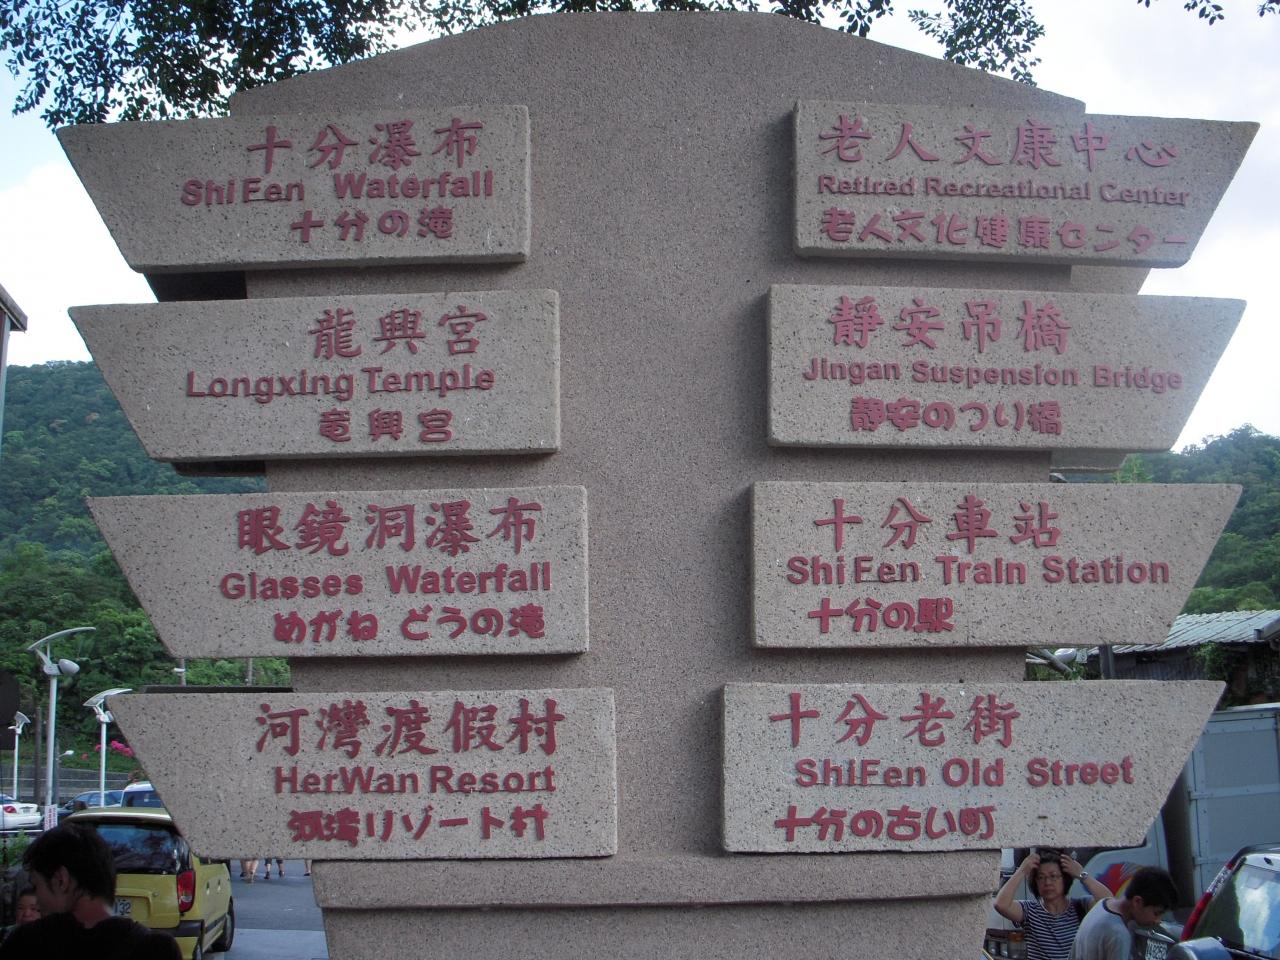 十分瀑布
ShiFen Waterfall
十分の滝
龍興宮
Longxing Temple
竜興宮
眼鏡洞瀑布
Glasses Waterfall
めがね どうの滝
河灣渡假村
HerWan Resort
河湾リゾート村
老人文康中心
Retired Recreational Center
老人文化健康センター
靜安吊橋
Jingan Suspension Bridge
静安のつり橋
十分車站
ShiFen Train Station
十分の駅
十分老街
ShiFen Old Street
十分の古い町